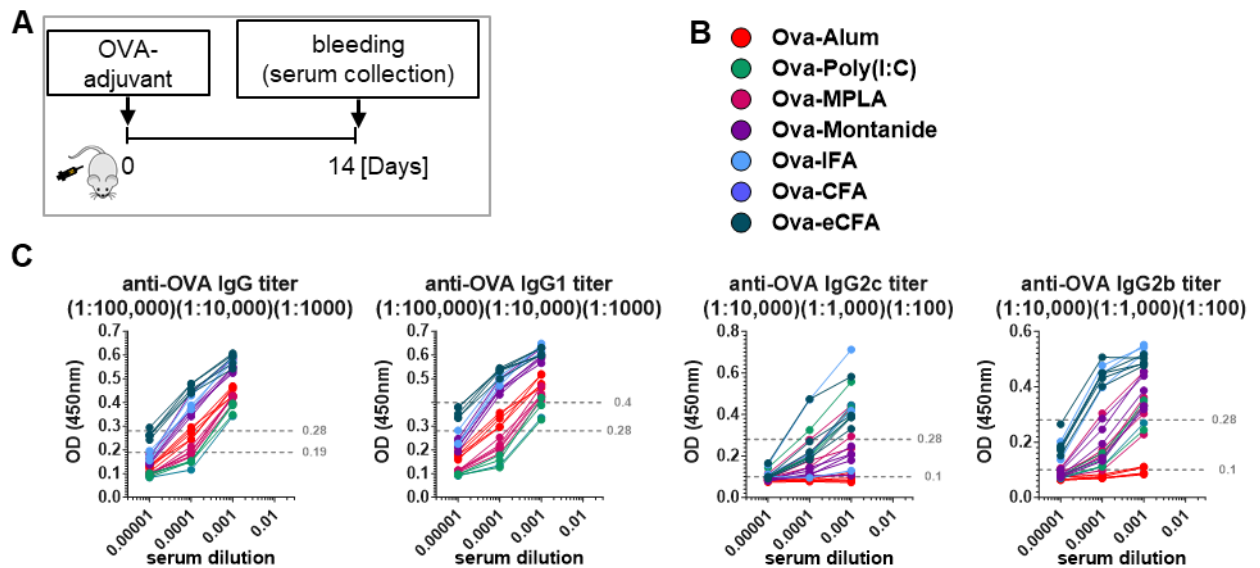 A
OVA-
adjuvant
bleeding
(serum collection)
0
14 [Days]
B
Ova-Alum
Ova-Poly(I:C)
Ova-MPLA
Ova-Montanide
Ova-IFA
Ova-CFA
Ova-eCFA
C
anti-OVA IgG titer
(1:100,000)(1:10,000)(1:1000)
OD (450nm)
0.7
0.6
0.5
0.4
0.3
0.2
0.1
0.0
0.28
0.19
0.00001
0.0001
0.001
0.01
serum dilution
anti-OVA IgG1 titer
(1:100,000)(1:10,000)(1:1000)
OD (450nm)
0.7
0.6
0.5
0.4
0.3
0.2
0.1
0.0
0.4
0.28
0.00001
0.0001
0.001
0.01
serum dilution
anti-OVA IgG2c titer
(1:10,000)(1:1,000)(1:100)
OD (450nm)
0.8
0.6
0.4
0.2
0.0
0.28
0.1
0.00001
0.0001
0.001
0.01
serum dilution
anti-OVA IgG2b titer
(1:10,000)(1:1,000)(1:100)
OD (450nm)
0.6
0.4
0.2
0.0
0.28
0.1
0.00001
0.0001
0.001
0.01
serum dilution